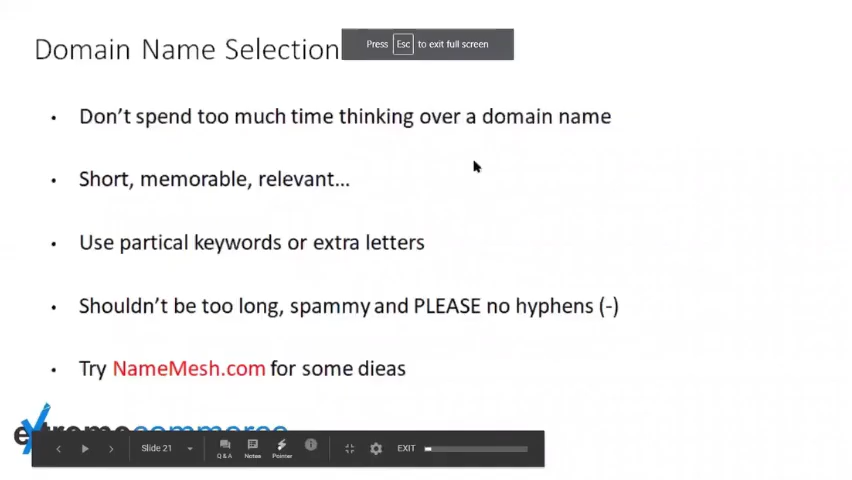 Domain Name Selection
Press Esc to exit full screen
• Don't spend too much time thinking over a domain name
• Short, memorable, relevant...
• Use partical keywords or extra letters
• Shouldn't be too long, spammy and PLEASE no hyphens (-)
• Try NameMesh.com for some dieas
Slide 21
Q & A
Notes
Pointer
EXIT